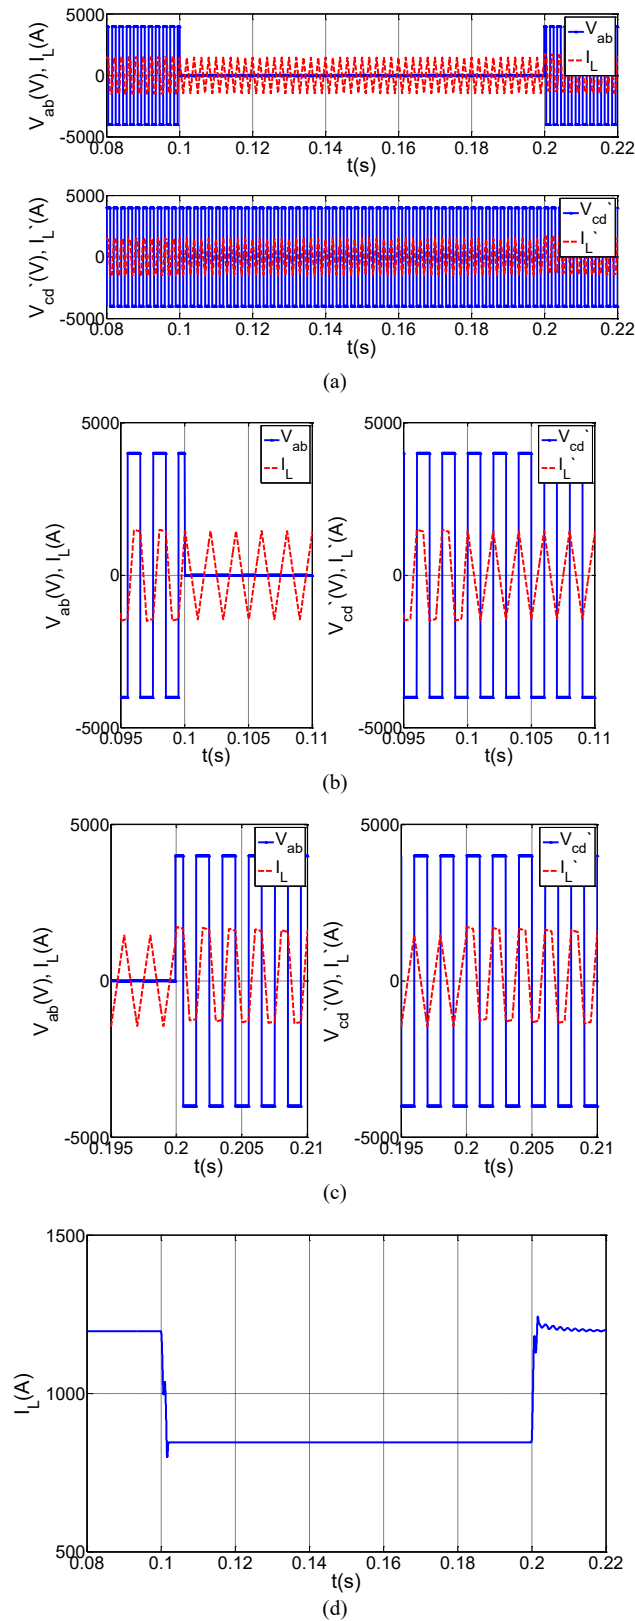 5000
0
-5000
V_ab(V), I_L(A)
V_ab
I_L
0.08 0.1 0.12 0.14 0.16 0.18 0.2 0.22
t(s)
5000
0
-5000
V_cd`(V), I_L`(A)
V_cd`
I_L`
0.08 0.1 0.12 0.14 0.16 0.18 0.2 0.22
t(s)
(a)
5000
0
-5000
V_ab(V), I_L(A)
V_ab
I_L
0.095 0.1 0.105 0.11
t(s)
5000
0
-5000
V_cd`(V), I_L`(A)
V_cd`
I_L`
0.095 0.1 0.105 0.11
t(s)
(b)
5000
0
-5000
V_ab(V), I_L(A)
V_ab
I_L
0.195 0.2 0.205 0.21
t(s)
5000
0
-5000
V_cd`(V), I_L`(A)
V_cd`
I_L`
0.195 0.2 0.205 0.21
t(s)
(c)
1500
1000
500
I_L(A)
0.08 0.1 0.12 0.14 0.16 0.18 0.2 0.22
t(s)
(d)